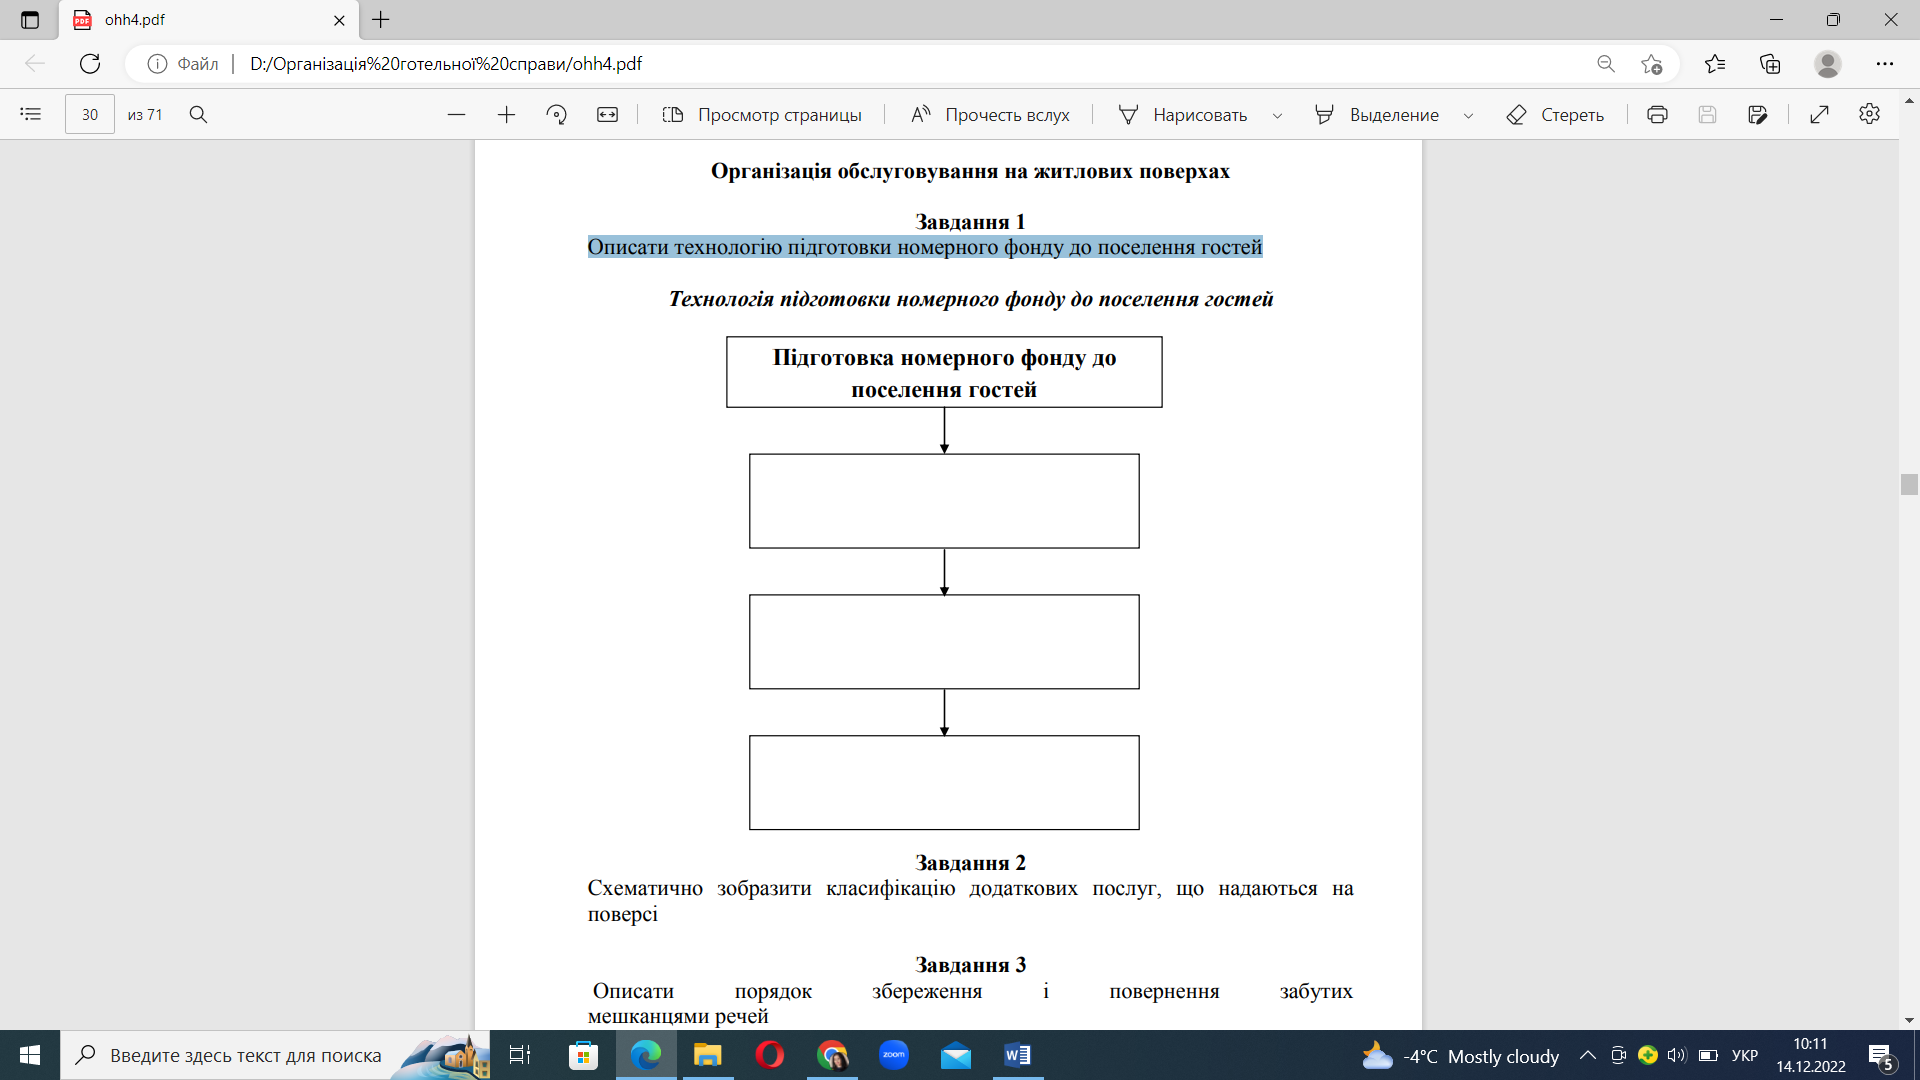 ohh4.pdf
Файл
D:/Організація%20готельної%20справи/ohh4.pdf
30 из 71
Просмотр страницы
Прочесть вслух
Нарисовать
Выделение
Стереть
Організація обслуговування на житлових поверхах
Завдання 1
Описати технологію підготовки номерного фонду до поселення гостей
Технологія підготовки номерного фонду до поселення гостей
Підготовка номерного фонду до
поселення гостей
Завдання 2
Схематично зобразити класифікацію додаткових послуг, що надаються на
поверсі
Завдання 3
Описати порядок збереження і повернення забутих
мешканцями речей
Введите здесь текст для поиска
zoom
-4°C Mostly cloudy
УКР
10:11
14.12.2022
5